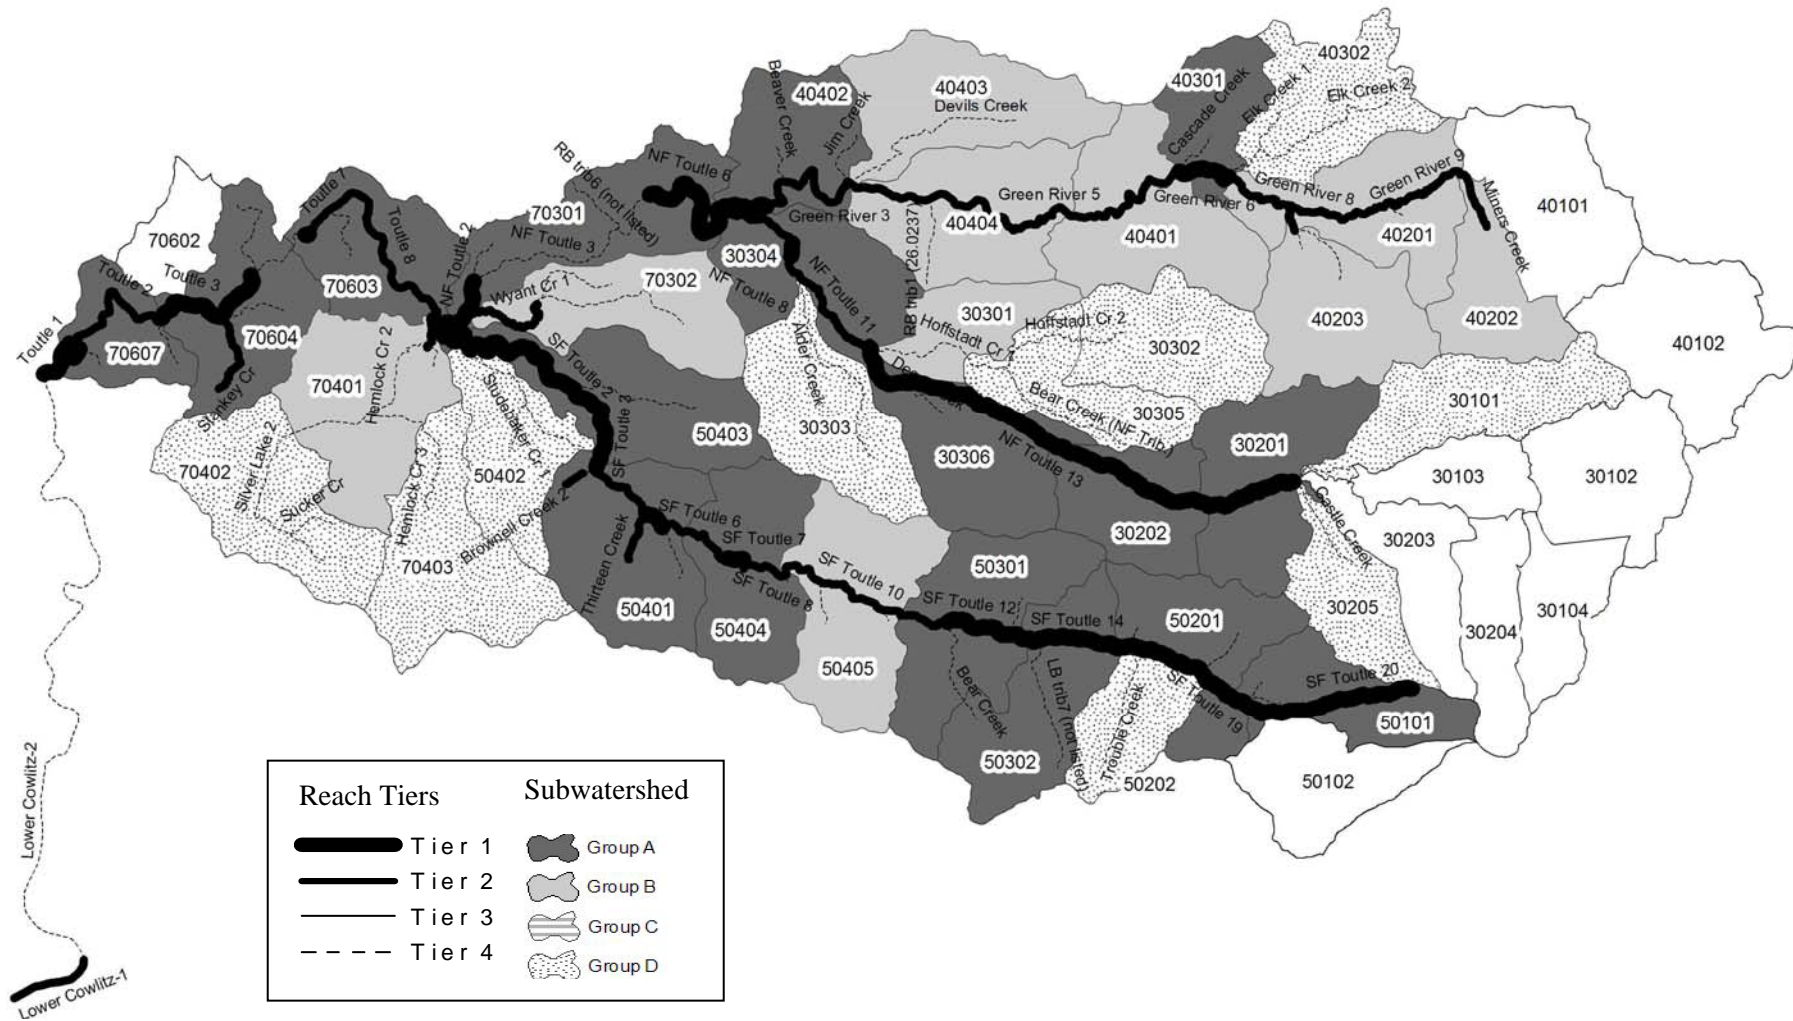 40302
Elk Creek 1
Elk Creek 2
40301
Cascade Creek
Beaver Creek
40402
Jim Creek
40403
Devils Creek
RB trib6 (not listed)
NF Toutle 6
Green River 3
Green River 5
Green River 6
Green River 8
Green River 9
Miners Creek
40101
40102
40404
40401
40201
40202
40203
RB trib1 (26.0237
70602
Toutle 1
Toutle 8
NF Toutle 2
70301
NF Toutle 3
30304
NF Toutle 8
NF Toutle 11
70302
Wyant Cr 1
Toutle 2
Toutle 3
70603
70604
70607
Toutle 1
Stankey Cr
Hemlock Cr 2
70401
Silver Lake 2
70402
Sucker Cr
Hemlock Cr 3
70403
Studebaker Cr 1
50402
Brownell Creek 2
SF Toutle 2
SF Toutle 3
50403
Alder Creek
30303
30301
Hoffstadt Cr 1
Hoffstadt Cr 2
30302
30305
Bear Creek (NF Trib.)
30306
NF Toutle 13
30201
30101
30103
30102
30203
30202
Castle Creek
30205
30204
30104
Thirteen Creek
SF Toutle 6
SF Toutle 7
SF Toutle 8
SF Toutle 10
50401
50404
50405
50301
SF Toutle 12
SF Toutle 14
50201
Bear Creek
50302
LB trib7 (not listed)
Trouble Creek
50202
SF Toutle 19
SF Toutle 20
50101
50102
Lower Cowlitz-2
Lower Cowlitz-1
Reach Tiers
Subwatershed
Tier 1
Group A
Tier 2
Group B
Tier 3
Group C
Tier 4
Group D